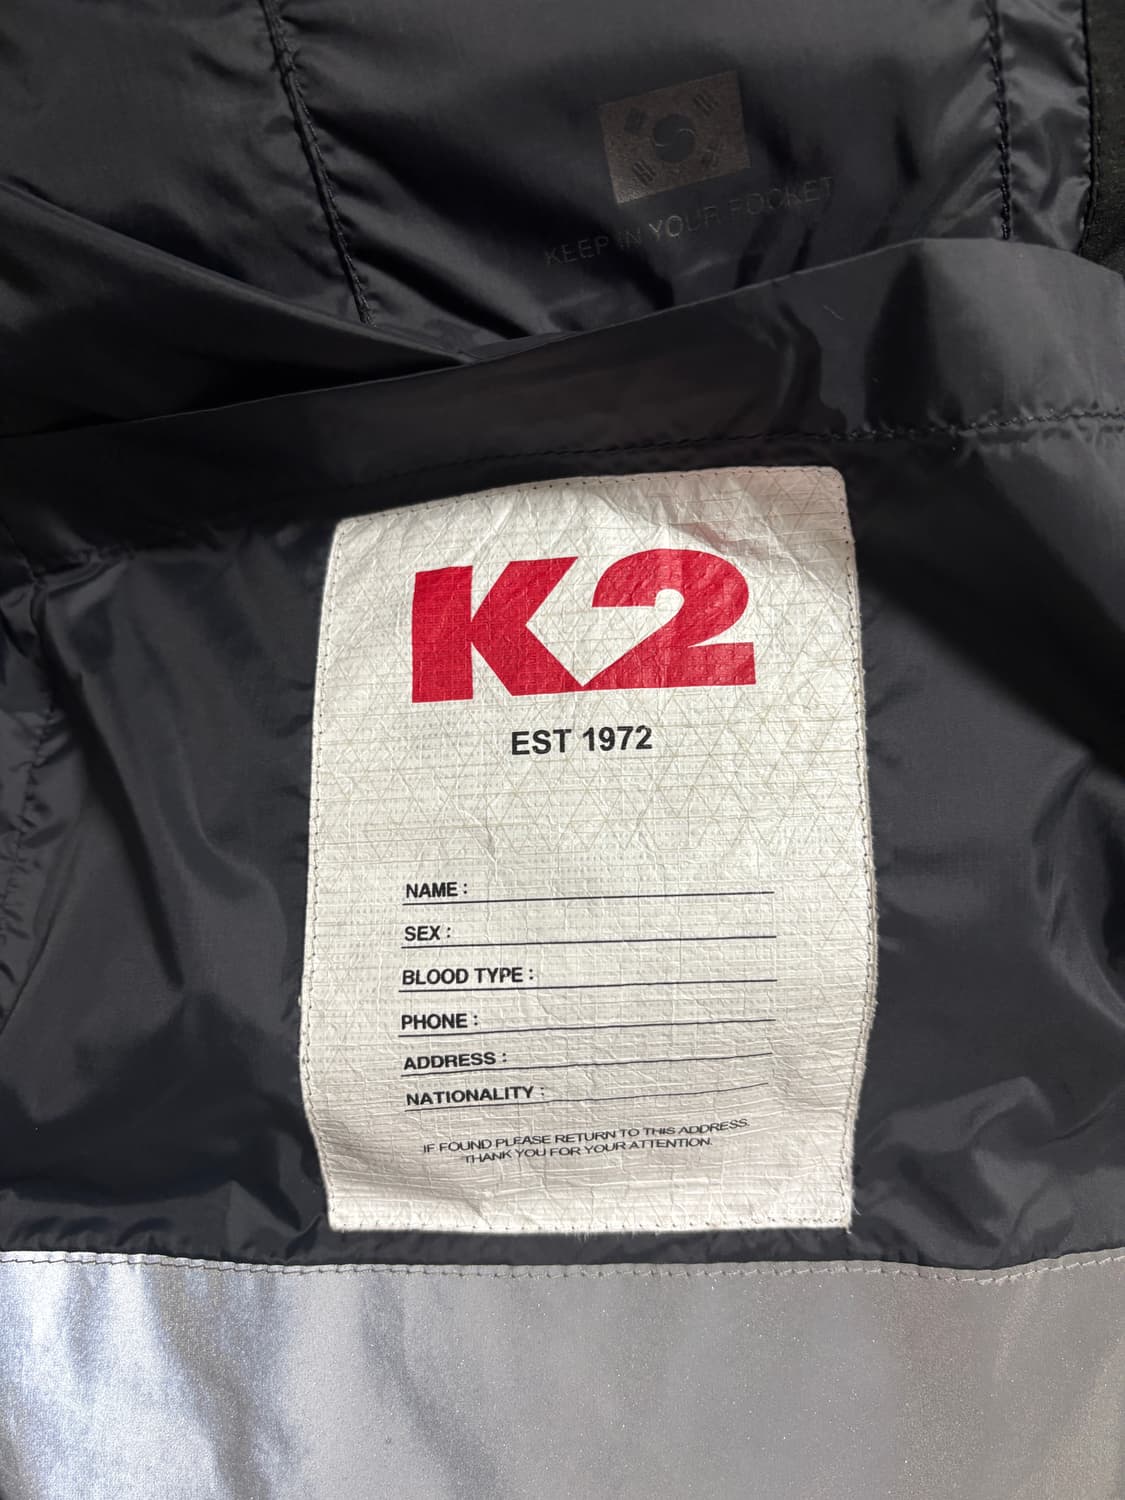 KEEP IN YOUR POCKET
K2
EST 1972
NAME :
SEX :
BLOOD TYPE :
PHONE :
ADDRESS :
NATIONALITY :
IF FOUND PLEASE RETURN TO THIS ADDRESS.
THANK YOU FOR YOUR ATTENTION.